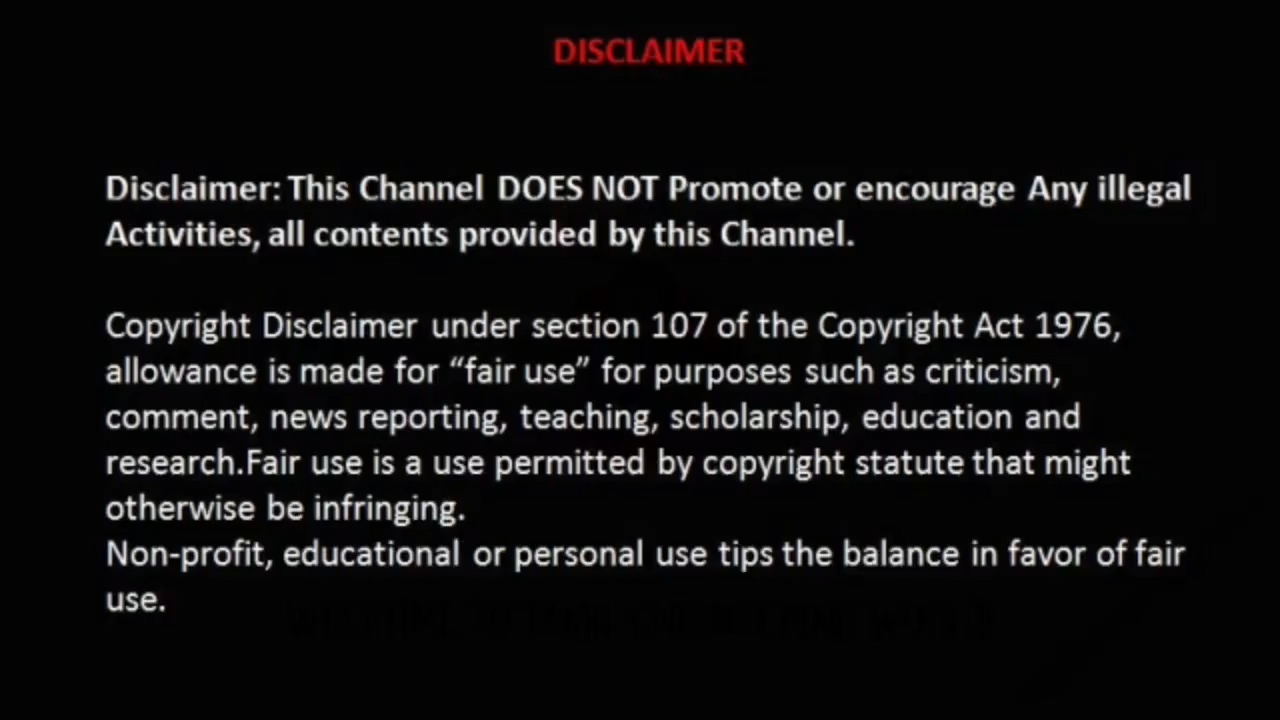 DISCLAIMER
Disclaimer: This Channel DOES NOT Promote or encourage Any illegal
Activities, all contents provided by this Channel.
Copyright Disclaimer under section 107 of the Copyright Act 1976,
allowance is made for “fair use” for purposes such as criticism,
comment, news reporting, teaching, scholarship, education and
research.Fair use is a use permitted by copyright statute that might
otherwise be infringing.
Non-profit, educational or personal use tips the balance in favor of fair
use.